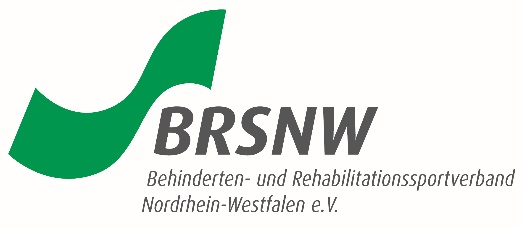 BRSNW
Behinderten- und Rehabilitationssportverband
Nordrhein-Westfalen e.V.